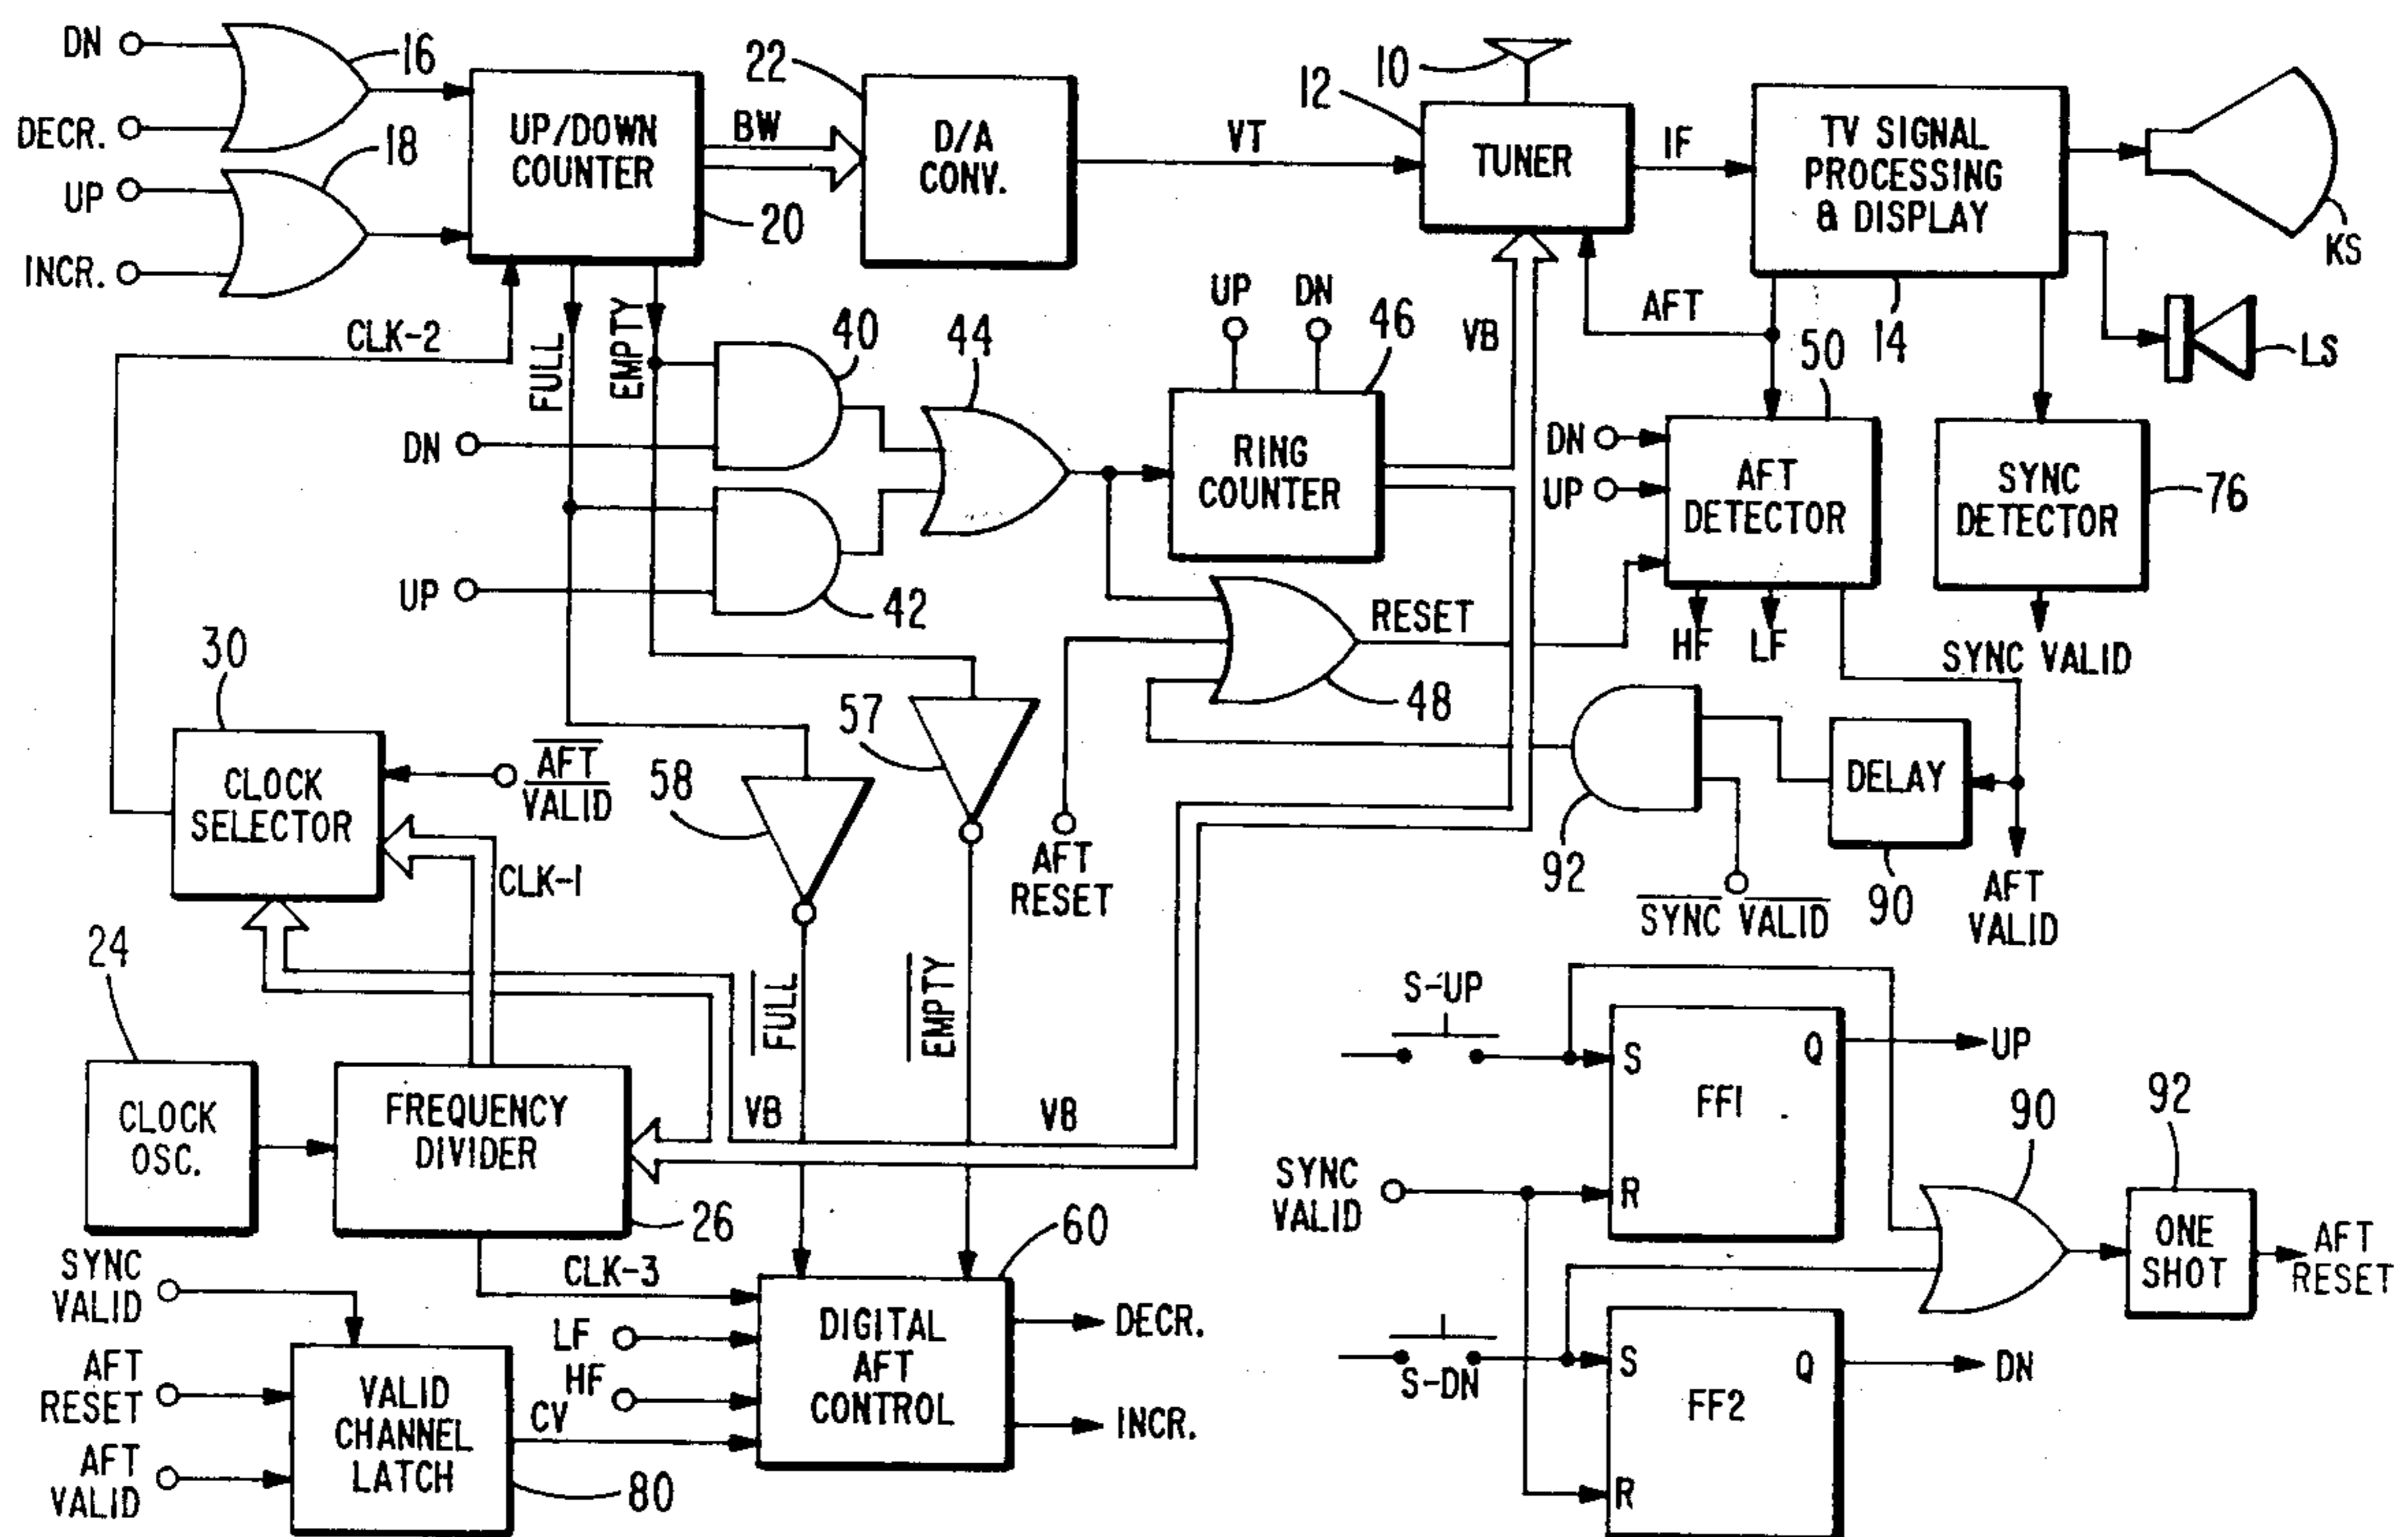 DN
16
DECR.
18
UP
INCR.
UP/DOWN
COUNTER
20
BW
22
D/A
CONV.
VT
12
10
TUNER
IF
TV SIGNAL
PROCESSING
& DISPLAY
14
KS
LS
CLK-2
FULL
EMPTY
40
DN
42
UP
44
UP
DN
46
RING
COUNTER
VB
AFT
50
DN
UP
AFT
DETECTOR
HF
LF
SYNC
DETECTOR
76
SYNC VALID
RESET
48
30
CLOCK
SELECTOR
AFT
VALID
CLK-1
58
57
AFT
RESET
92
SYNC VALID
DELAY
90
AFT
VALID
24
CLOCK
OSC.
FREQUENCY
DIVIDER
26
FULL
EMPTY
VB
VB
CLK-3
60
SYNC
VALID
AFT
RESET
AFT
VALID
VALID
CHANNEL
LATCH
80
CV
LF
HF
DIGITAL
AFT
CONTROL
DECR.
INCR.
S-UP
S
Q
FF1
R
UP
SYNC
VALID
90
92
ONE
SHOT
AFT
RESET
S-DN
S
Q
FF2
R
DN